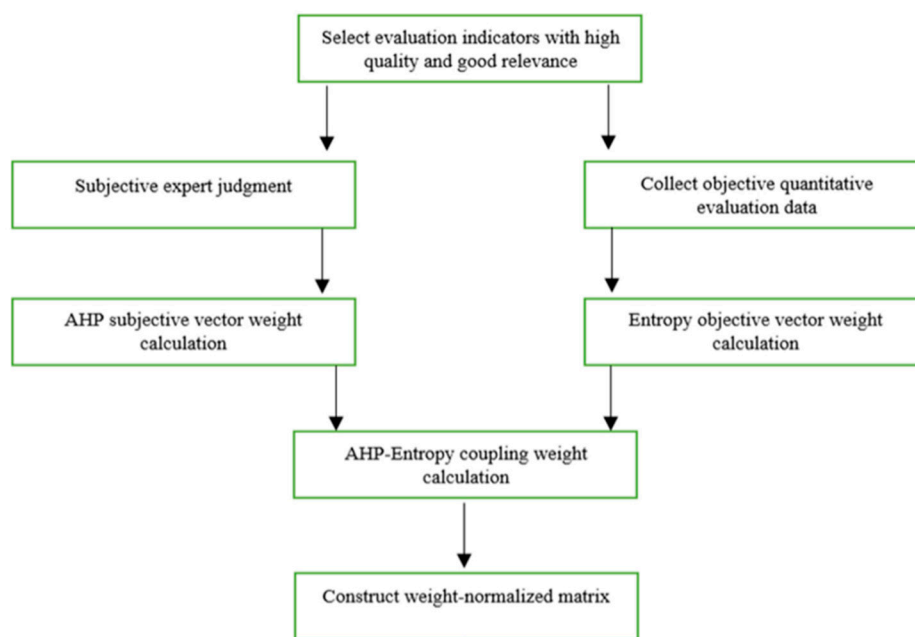 Select evaluation indicators with high
quality and good relevance
Subjective expert judgment
Collect objective quantitative
evaluation data
AHP subjective vector weight
calculation
Entropy objective vector weight
calculation
AHP-Entropy coupling weight
calculation
Construct weight-normalized matrix